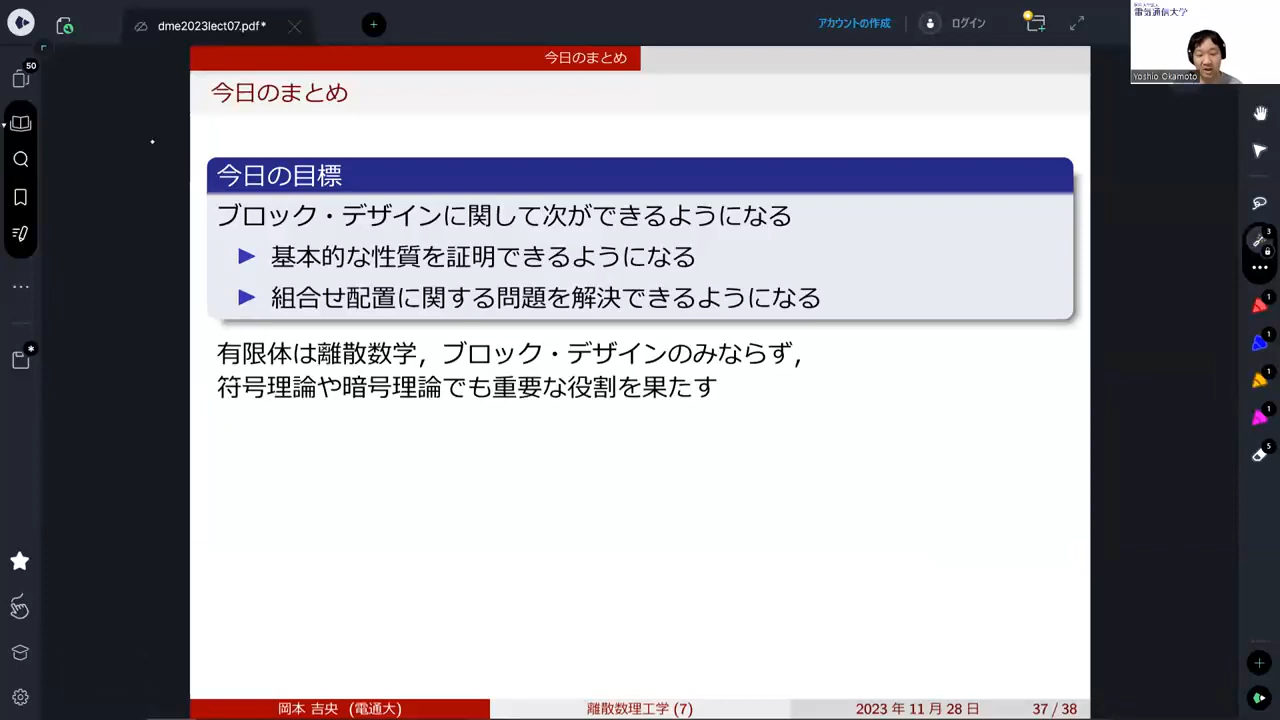 dme2023lect07.pdf*
アカウントの作成
ログイン
電気通信大学
Yoshio Okamoto
50
今日のまとめ
今日のまとめ
今日の目標
ブロック・デザインに関して次ができるようになる
▶ 基本的な性質を証明できるようになる
▶ 組合せ配置に関する問題を解決できるようになる
有限体は離散数学，ブロック・デザインのみならず，
符号理論や暗号理論でも重要な役割を果たす
3
1
1
1
1
5
岡本 吉央 (電通大)
離散数理工学 (7)
2023 年 11 月 28 日
37 / 38